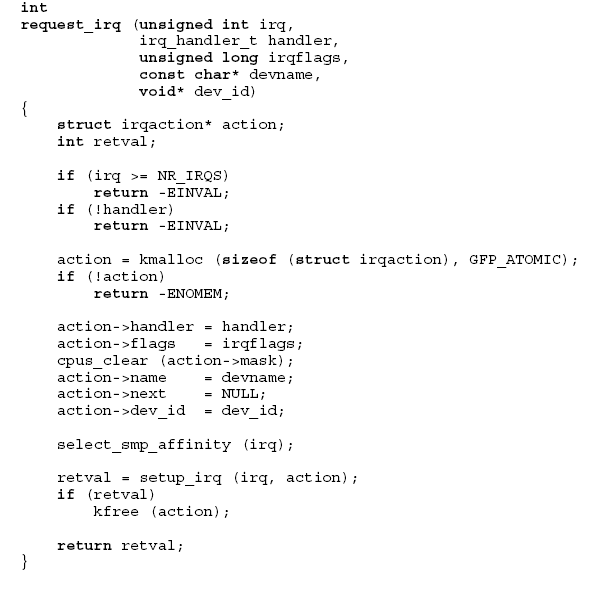 int
request_irq (unsigned int irq,
             irq_handler_t handler,
             unsigned long irqflags,
             const char* devname,
             void* dev_id)
{
    struct irqaction* action;
    int retval;

    if (irq >= NR_IRQS)
        return -EINVAL;
    if (!handler)
        return -EINVAL;

    action = kmalloc (sizeof (struct irqaction), GFP_ATOMIC);
    if (!action)
        return -ENOMEM;

    action->handler = handler;
    action->flags   = irqflags;
    cpus_clear (action->mask);
    action->name    = devname;
    action->next    = NULL;
    action->dev_id  = dev_id;

    select_smp_affinity (irq);

    retval = setup_irq (irq, action);
    if (retval)
        kfree (action);

    return retval;
}